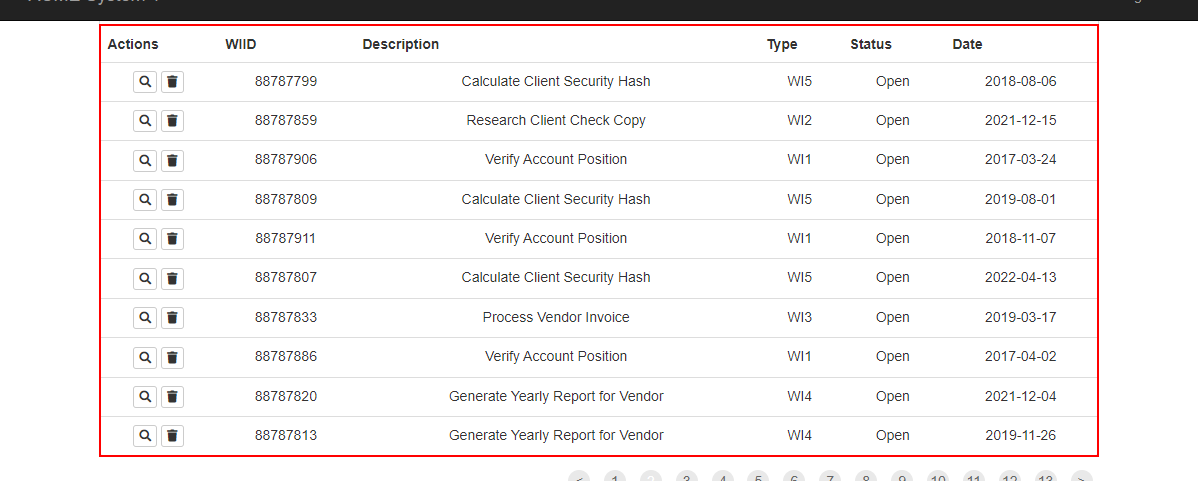 Actions WIID Description Type Status Date
88787799 Calculate Client Security Hash WI5 Open 2018-08-06
88787859 Research Client Check Copy WI2 Open 2021-12-15
88787906 Verify Account Position WI1 Open 2017-03-24
88787809 Calculate Client Security Hash WI5 Open 2019-08-01
88787911 Verify Account Position WI1 Open 2018-11-07
88787807 Calculate Client Security Hash WI5 Open 2022-04-13
88787833 Process Vendor Invoice WI3 Open 2019-03-17
88787886 Verify Account Position WI1 Open 2017-04-02
88787820 Generate Yearly Report for Vendor WI4 Open 2021-12-04
88787813 Generate Yearly Report for Vendor WI4 Open 2019-11-26
< 1 2 3 4 5 6 7 8 9 10 11 12 13 >